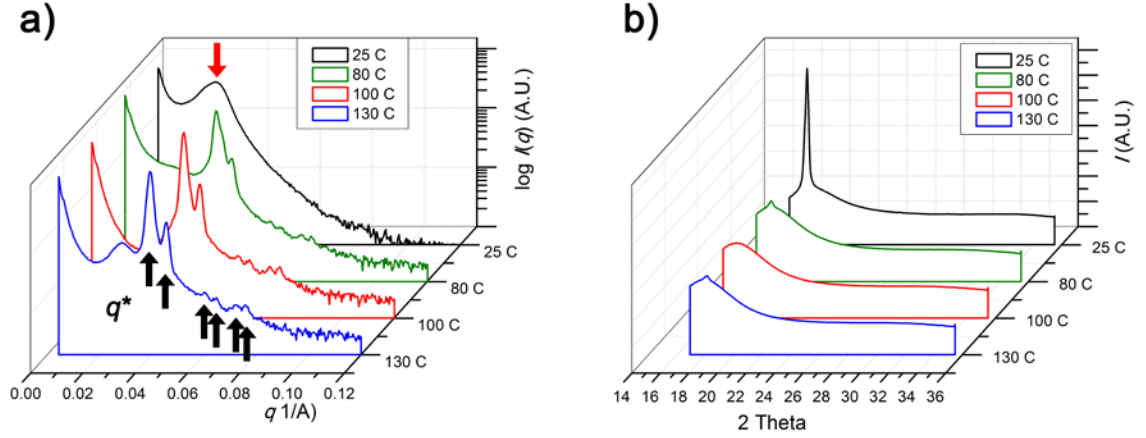 a)
25 C
80 C
100 C
130 C
log I(q) (A.U.)
25 C
80 C
100 C
130 C
q*
0.00 0.02 0.04 0.06 0.08 0.10 0.12
q 1/A)
b)
25 C
80 C
100 C
130 C
I (A.U.)
25 C
80 C
100 C
130 C
14 16 18 20 22 24 26 28 30 32 34 36
2 Theta